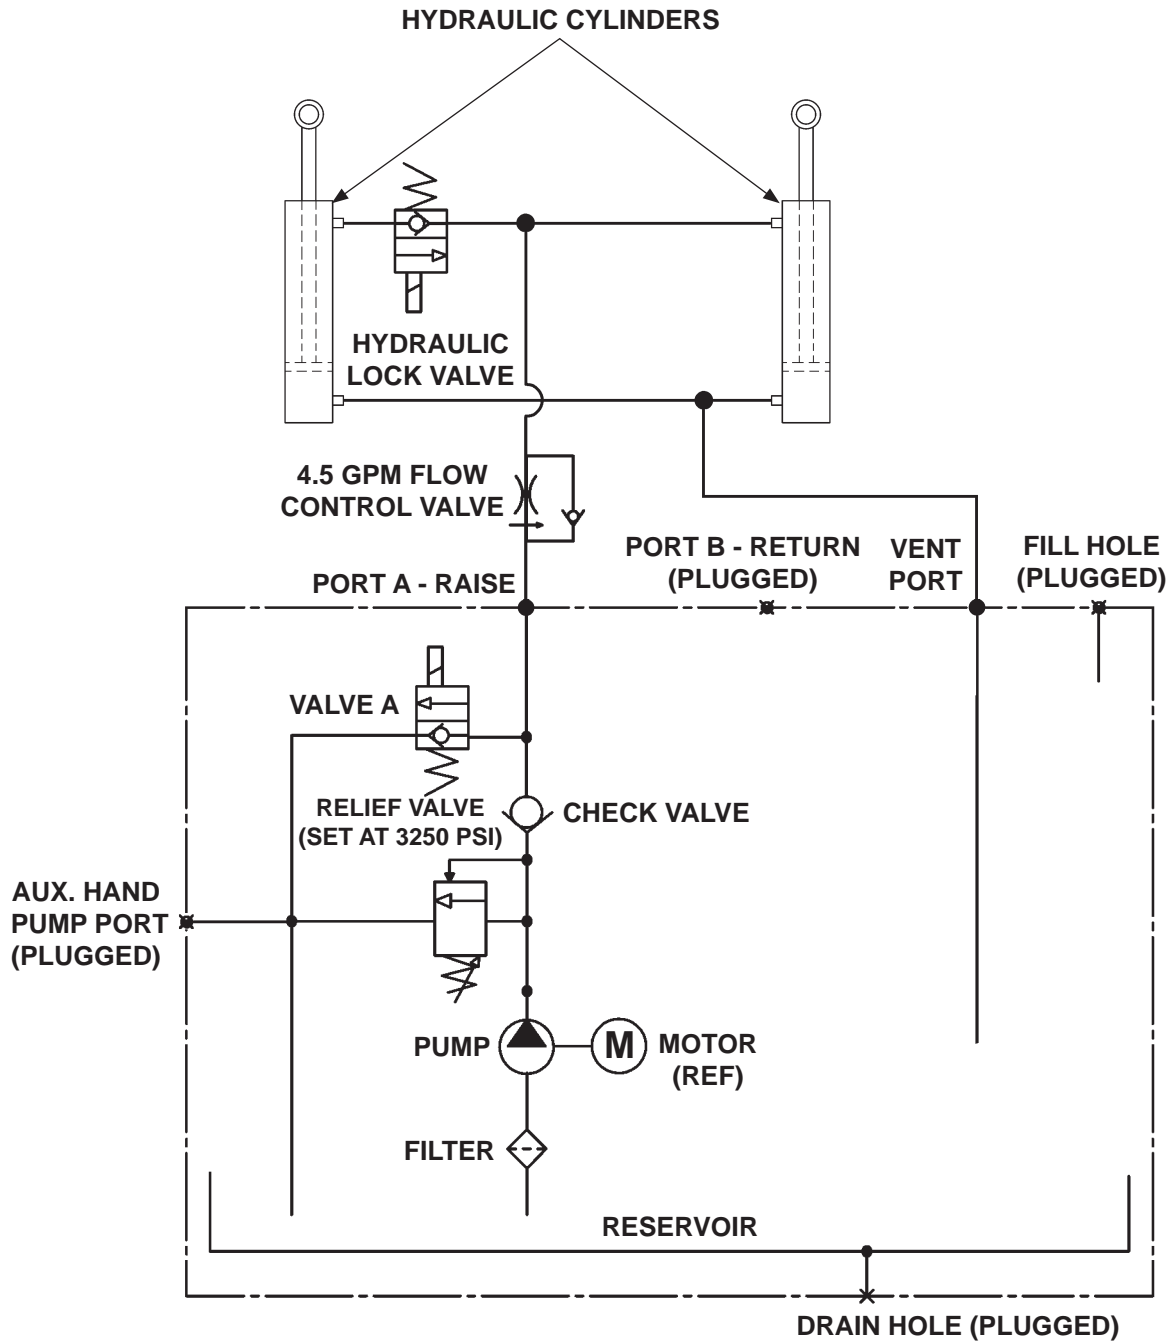 HYDRAULIC CYLINDERS
HYDRAULIC
LOCK VALVE
4.5 GPM FLOW
CONTROL VALVE
PORT A - RAISE
PORT B - RETURN
(PLUGGED)
VENT
PORT
FILL HOLE
(PLUGGED)
VALVE A
RELIEF VALVE
(SET AT 3250 PSI)
CHECK VALVE
AUX. HAND
PUMP PORT
(PLUGGED)
PUMP
M
MOTOR
(REF)
FILTER
RESERVOIR
DRAIN HOLE (PLUGGED)